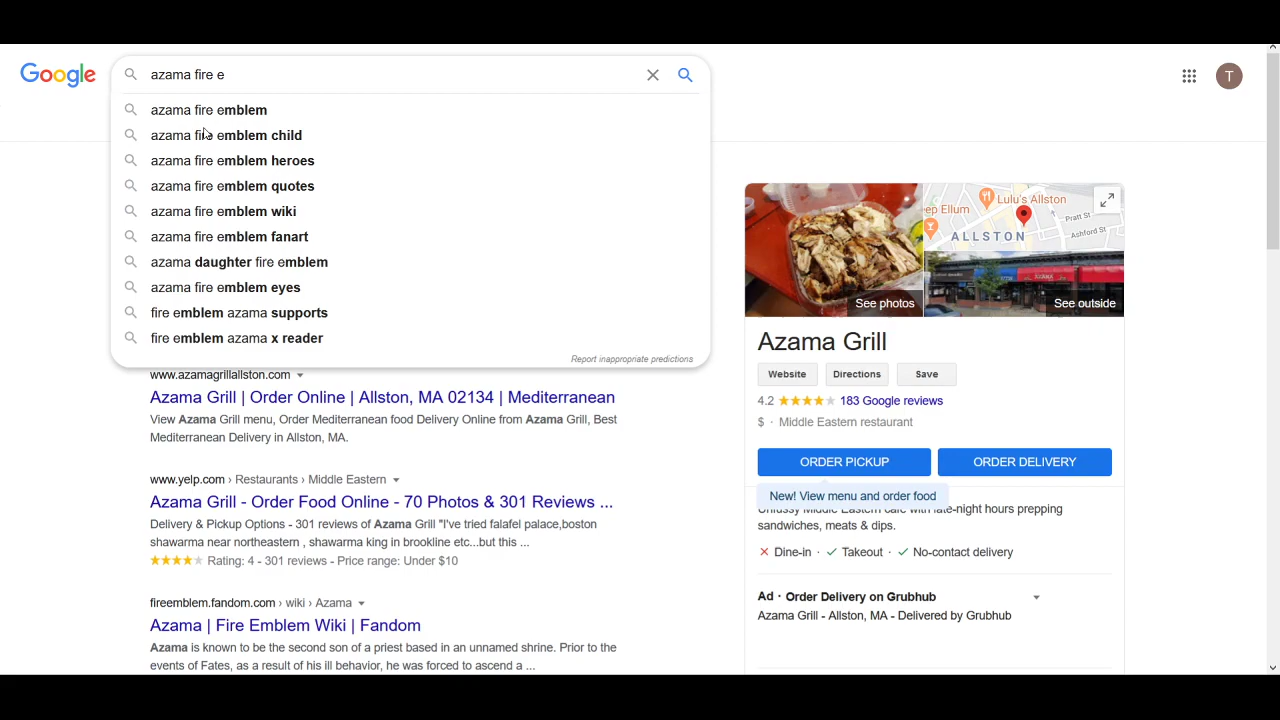 Google
azama fire e
T
azama fire emblem
azama fire emblem child
azama fire emblem heroes
azama fire emblem quotes
azama fire emblem wiki
azama fire emblem fanart
azama daughter fire emblem
azama fire emblem eyes
fire emblem azama supports
fire emblem azama x reader
Report inappropriate predictions
www.azamagrillallston.com
Azama Grill | Order Online | Allston, MA 02134 | Mediterranean
View Azama Grill menu, Order Mediterranean food Delivery Online from Azama Grill, Best
Mediterranean Delivery in Allston, MA.
www.yelp.com › Restaurants › Middle Eastern
Azama Grill - Order Food Online - 70 Photos & 301 Reviews ...
Delivery & Pickup Options - 301 reviews of Azama Grill "I've tried falafel palace,boston
shawarma near northeastern , shawarma king in brookline etc...but this ...
Rating: 4 - 301 reviews - Price range: Under $10
fireemblem.fandom.com › wiki › Azama
Azama | Fire Emblem Wiki | Fandom
Azama is known to be the second son of a priest based in an unnamed shrine. Prior to the
events of Fates, as a result of his ill behavior, he was forced to ascend a ...
eep Ellum
Lulu's Allston
Pratt St
Ashford St
ALLSTON
See photos
See outside
Azama Grill
Website
Directions
Save
4.2 183 Google reviews
$ · Middle Eastern restaurant
ORDER PICKUP
ORDER DELIVERY
New! View menu and order food
Unfussy Middle Eastern cafe with late-night hours prepping
sandwiches, meats & dips.
Dine-in · Takeout · No-contact delivery
Ad · Order Delivery on Grubhub
Azama Grill - Allston, MA - Delivered by Grubhub